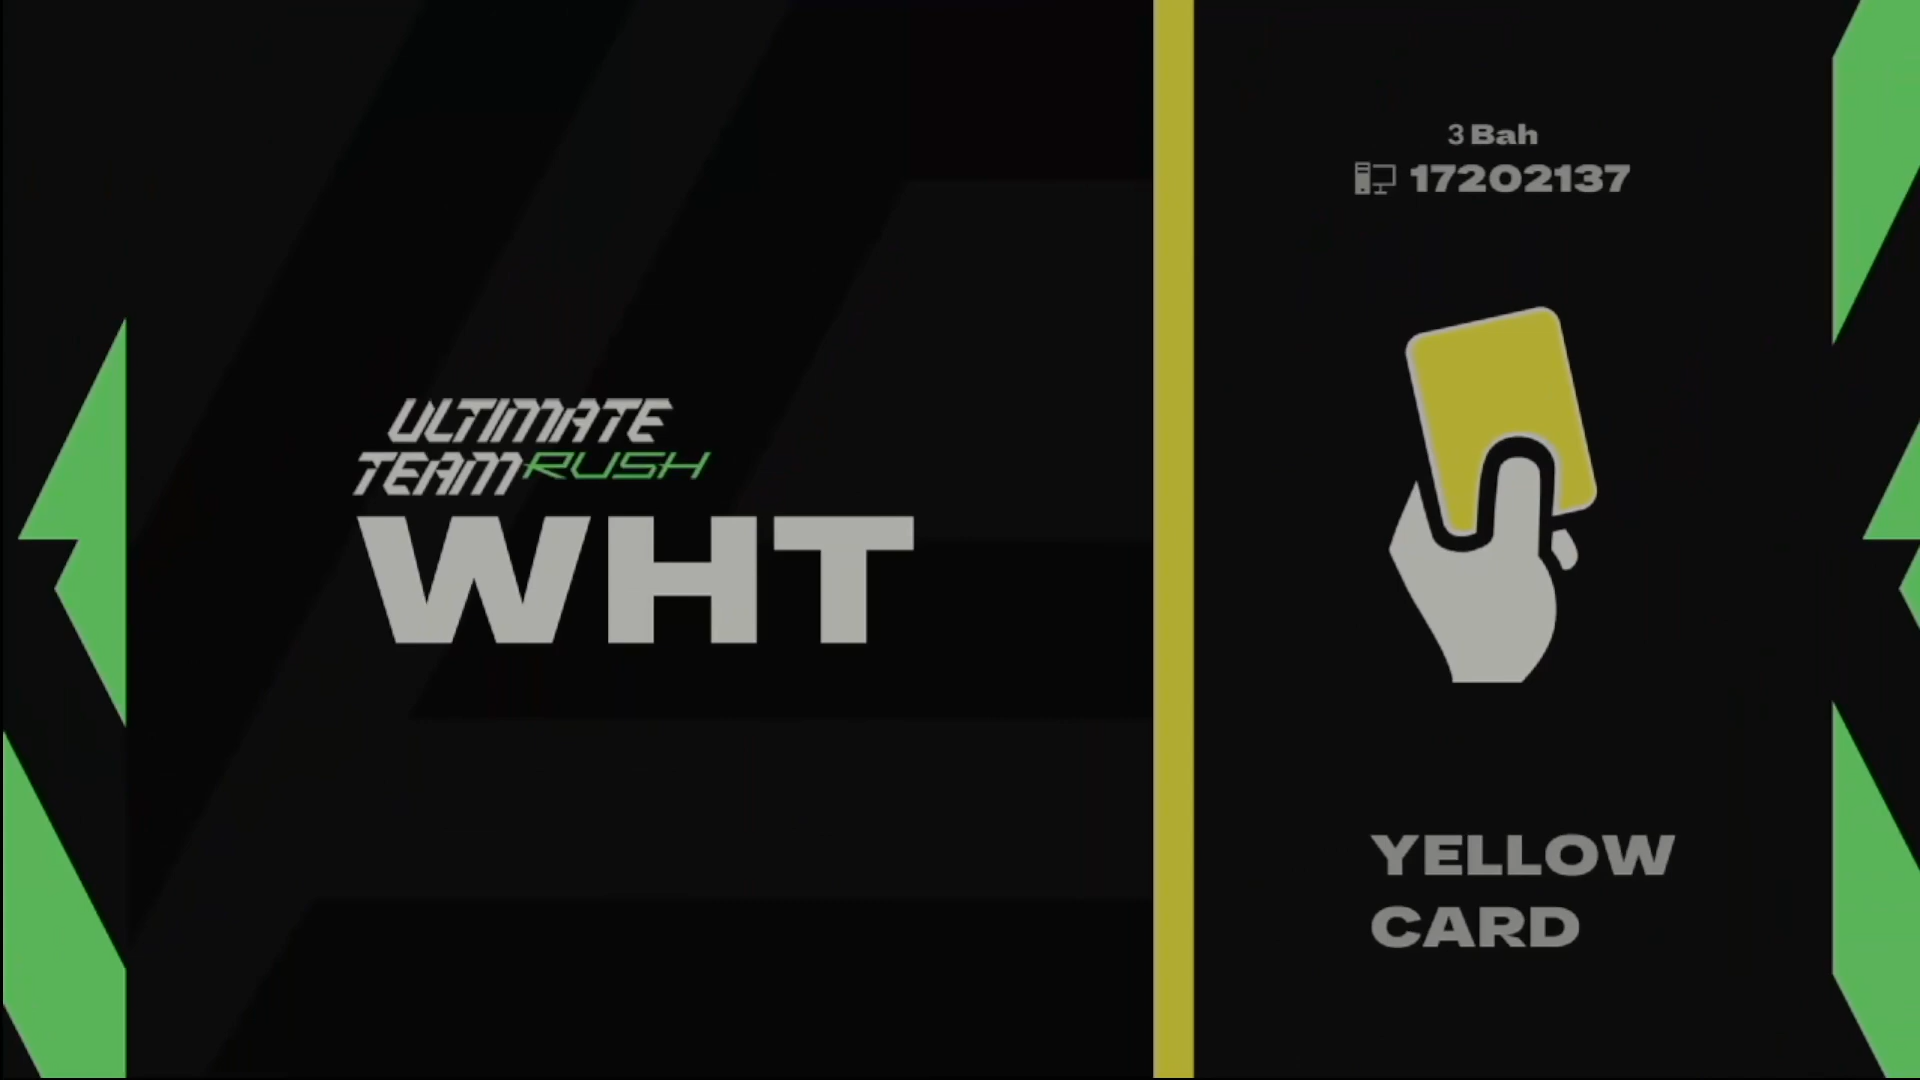 ULTIMATE
TEAM RUSH
WHT
3 Bah
17202137
YELLOW
CARD